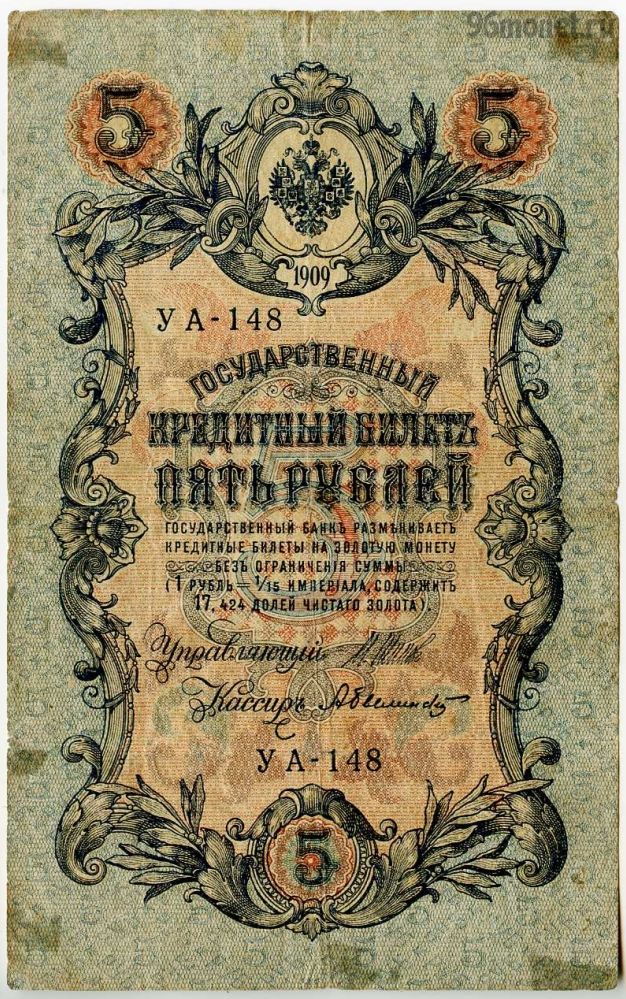 96monet.ru
5 5
1909
УА-148
ГОСУДАРСТВЕННЫЙ
КРЕДИТНЫЙ БИЛЕТЪ
ПЯТЬ РУБЛЕЙ
ГОСУДАРСТВЕННЫЙ БАНКЪ РАЗМѢНИВАЕТЪ
КРЕДИТНЫЕ БИЛЕТЫ НА ЗОЛОТУЮ МОНЕТУ
БЕЗЪ ОГРАНИЧЕНІЯ СУММЫ
(1 РУБЛЬ = 1/15 ИМПЕРІАЛА, СОДЕРЖИТЪ
17,424 ДОЛЕЙ ЧИСТАГО ЗОЛОТА).
Управляющій
Кассиръ
УА-148
5